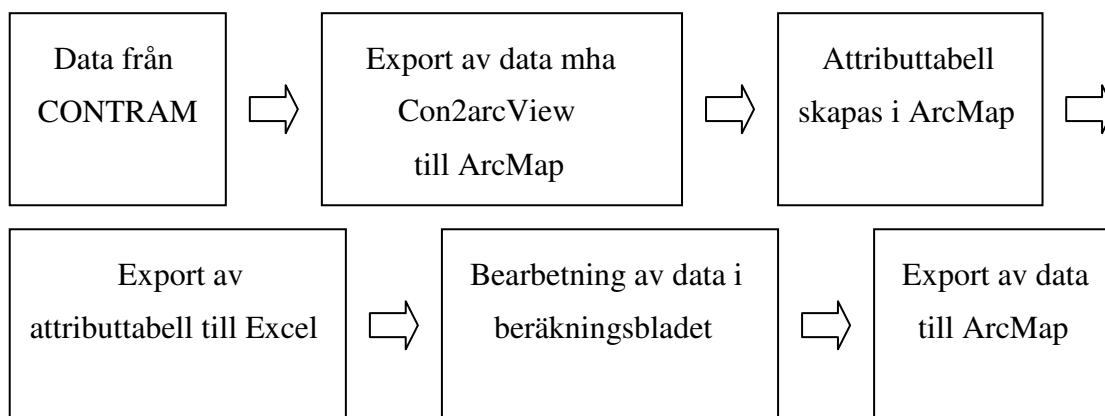 Data från
CONTRAM
Export av data mha
Con2arcView
till ArcMap
Attributtabell
skapas i ArcMap
Export av
attributtabell till Excel
Bearbetning av data i
beräkningsbladet
Export av data
till ArcMap